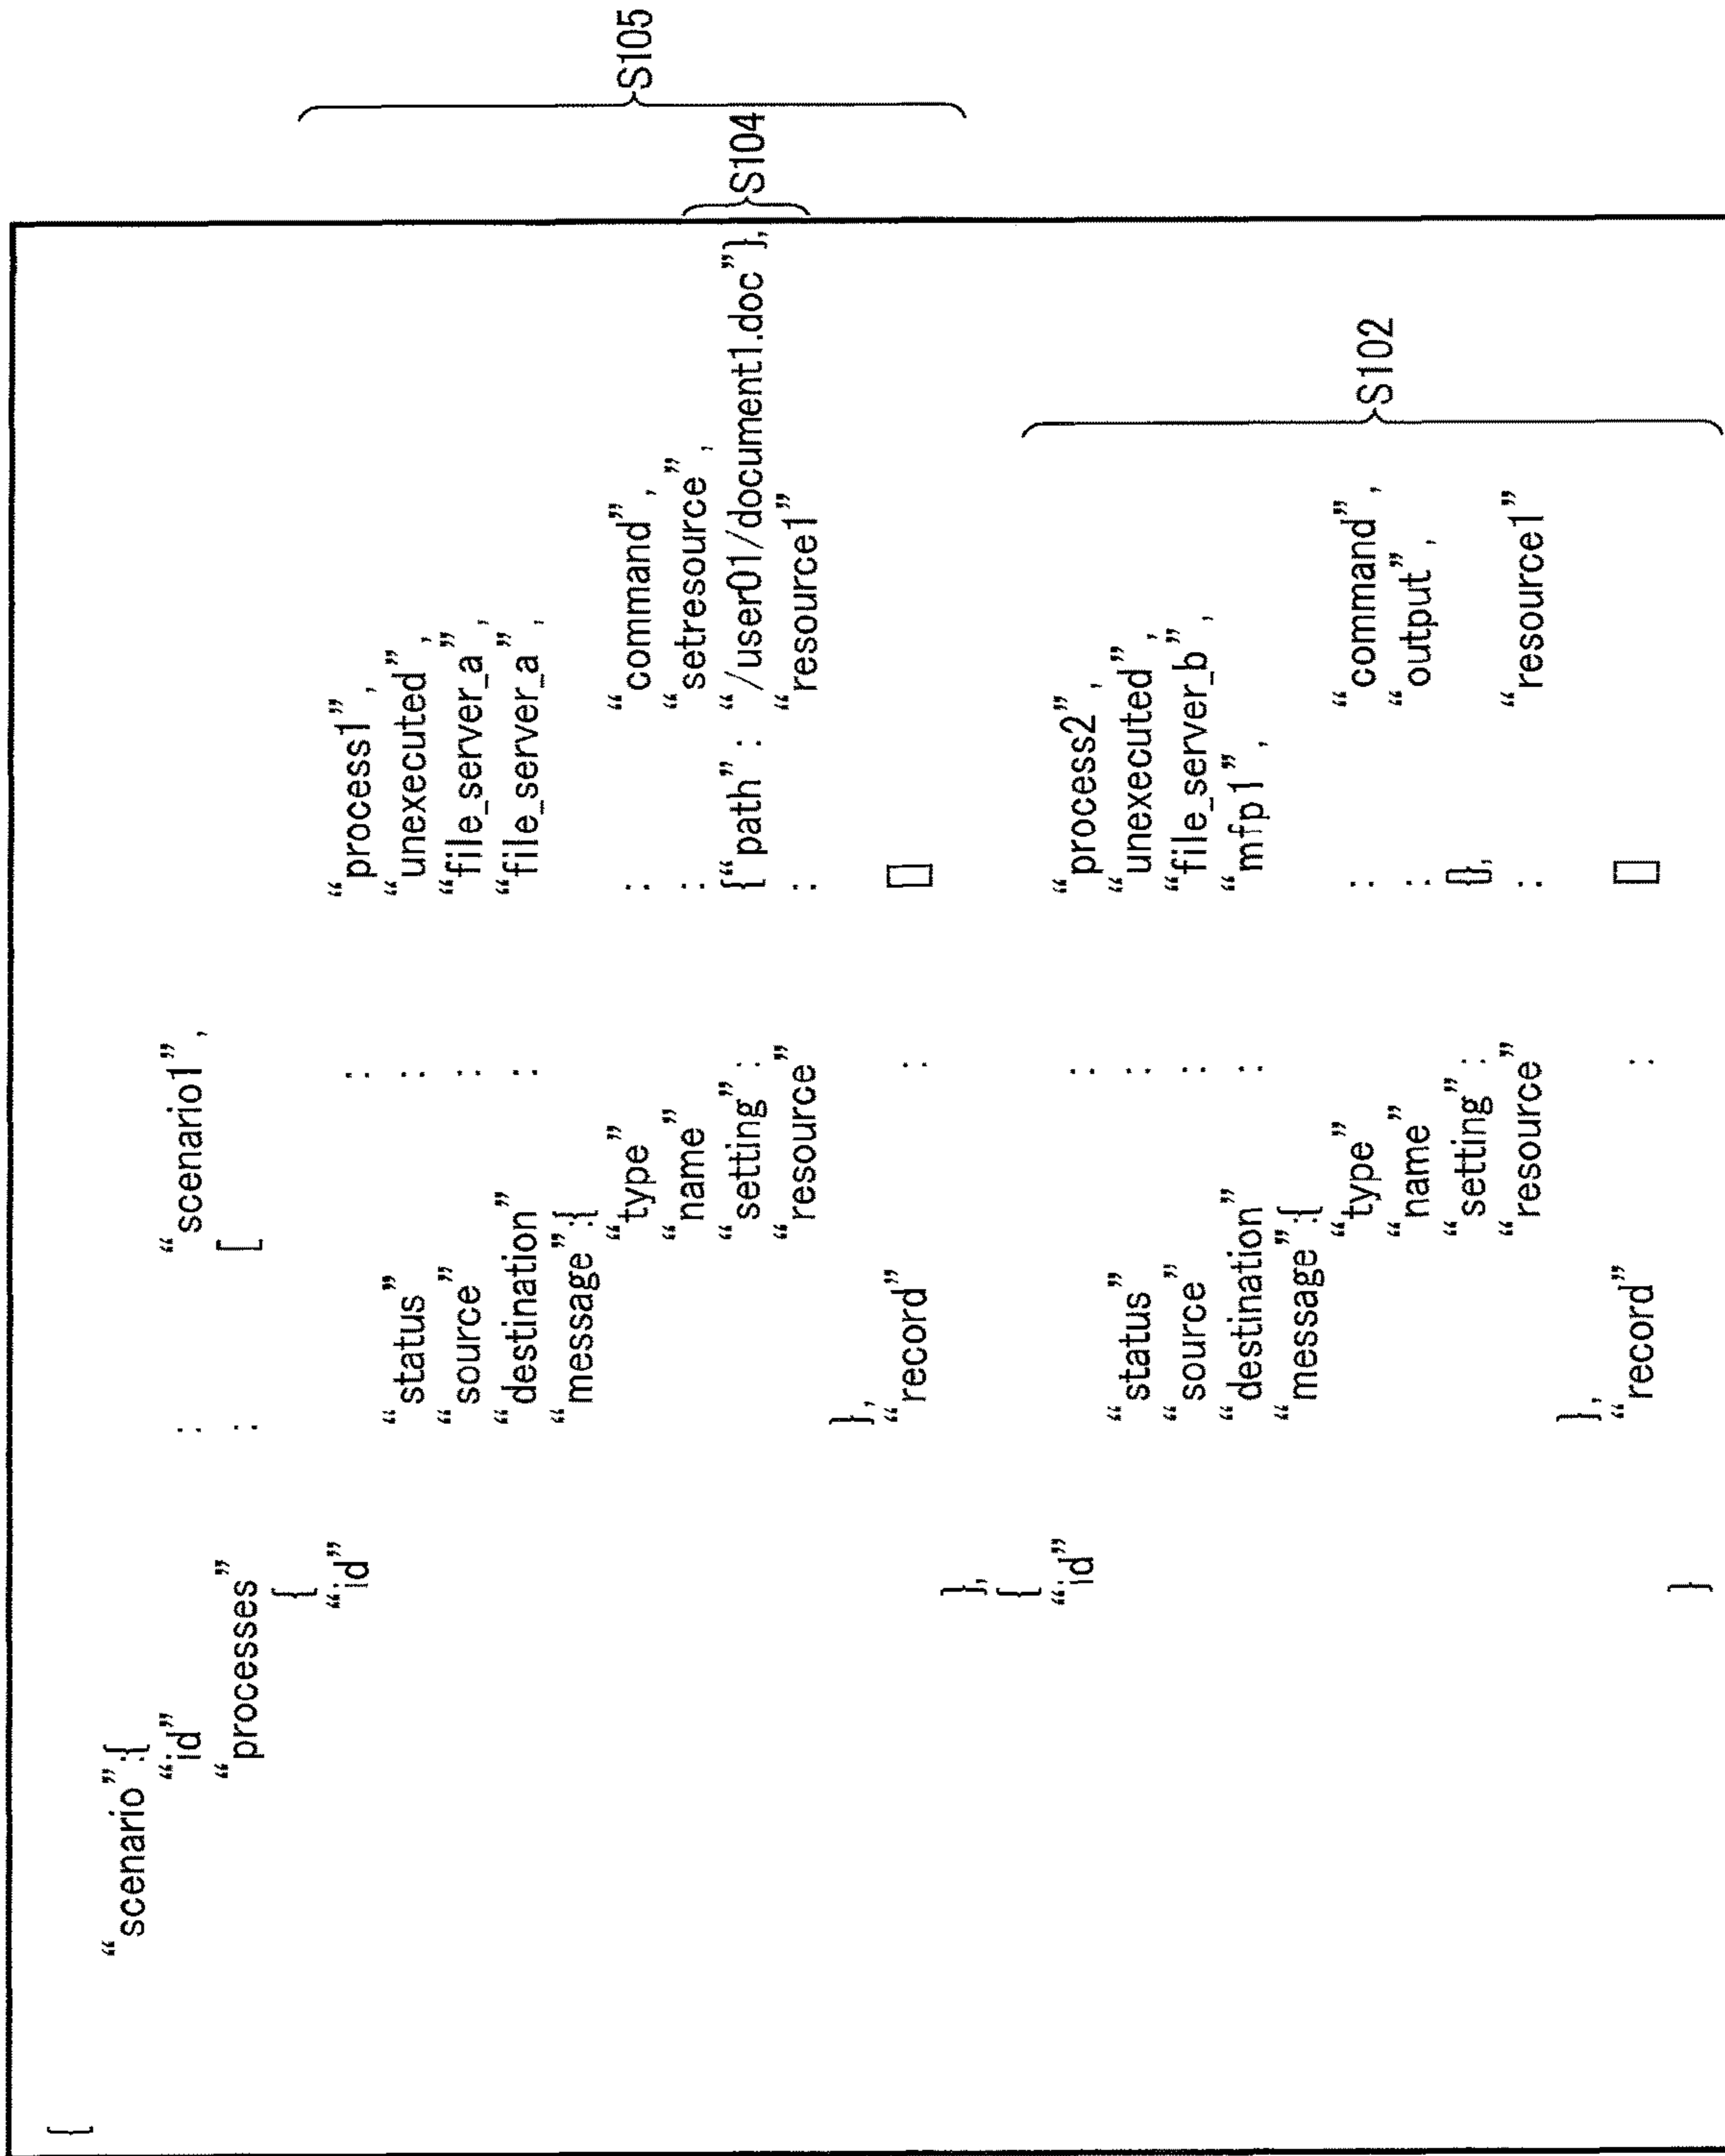 {
“scenario”:{
“id” : “scenario1”,
“processes” : [
{
“id” : “process1”,
“status” : “unexecuted”,
“source” : “file_server_a”,
“destination” : “file_server_a”,
“message”:{
“type” : “command”,
“name” : “setresource”,
“setting” : {“path” : “/user01/document1.doc”},
“resource” : “resource1”
},
“record” : []
},
{
“id” : “process2”,
“status” : “unexecuted”,
“source” : “file_server_b”,
“destination” : “mfp1”,
“message”:{
“type” : “command”,
“name” : “output”,
“setting” : {},
“resource” : “resource1”
},
“record” : []
}
S105
S104
S102